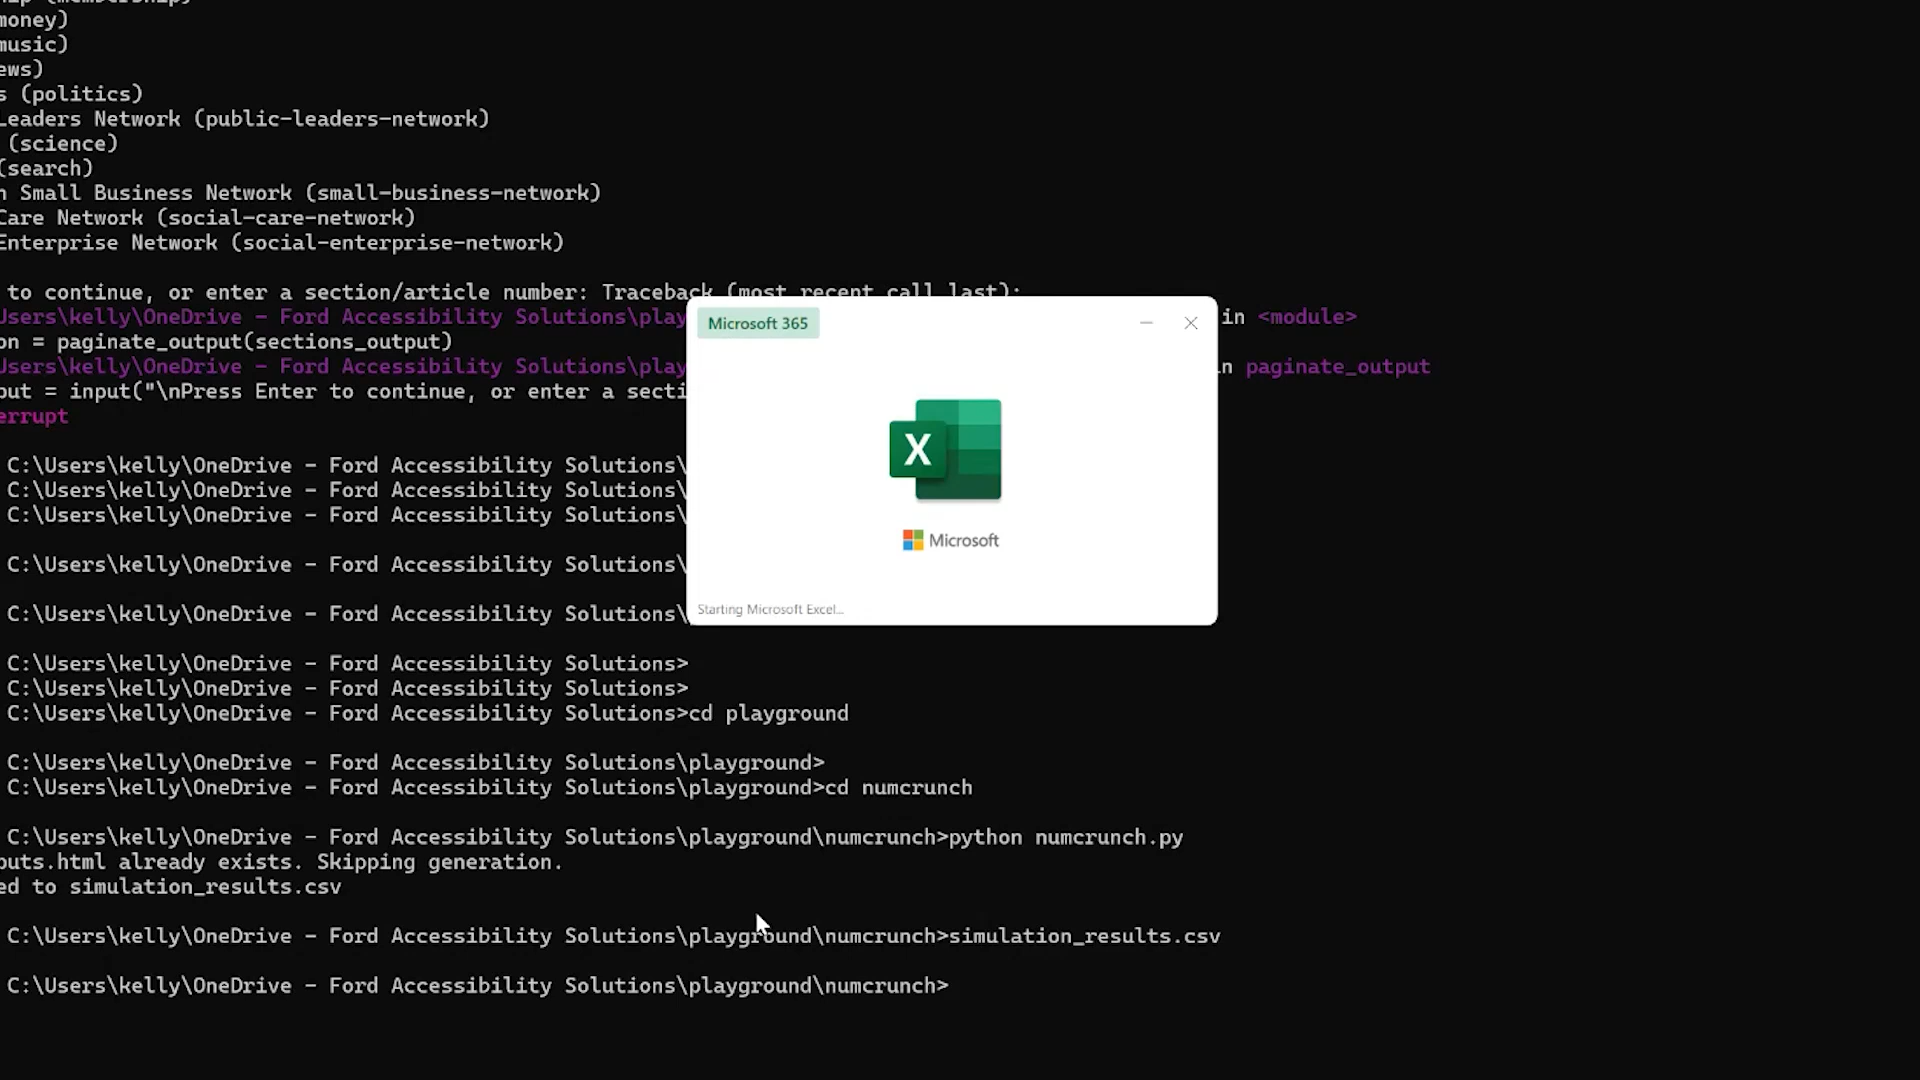 (membership)
money)
music)
ews)
s (politics)
Leaders Network (public-leaders-network)
(science)
(search)
n Small Business Network (small-business-network)
Care Network (social-care-network)
Enterprise Network (social-enterprise-network)
to continue, or enter a section/article number: Traceback (most recent call last):
Users\kelly\OneDrive - Ford Accessibility Solutions\play in <module>
on = paginate_output(sections_output)
Users\kelly\OneDrive - Ford Accessibility Solutions\play in paginate_output
put = input("\nPress Enter to continue, or enter a secti
errupt
Microsoft 365
X
Microsoft
Starting Microsoft Excel...
C:\Users\kelly\OneDrive - Ford Accessibility Solutions\
C:\Users\kelly\OneDrive - Ford Accessibility Solutions\
C:\Users\kelly\OneDrive - Ford Accessibility Solutions\
C:\Users\kelly\OneDrive - Ford Accessibility Solutions\
C:\Users\kelly\OneDrive - Ford Accessibility Solutions\
C:\Users\kelly\OneDrive - Ford Accessibility Solutions>
C:\Users\kelly\OneDrive - Ford Accessibility Solutions>
C:\Users\kelly\OneDrive - Ford Accessibility Solutions>cd playground
C:\Users\kelly\OneDrive - Ford Accessibility Solutions\playground>
C:\Users\kelly\OneDrive - Ford Accessibility Solutions\playground>cd numcrunch
C:\Users\kelly\OneDrive - Ford Accessibility Solutions\playground\numcrunch>python numcrunch.py
puts.html already exists. Skipping generation.
ed to simulation_results.csv
C:\Users\kelly\OneDrive - Ford Accessibility Solutions\playground\numcrunch>simulation_results.csv
C:\Users\kelly\OneDrive - Ford Accessibility Solutions\playground\numcrunch>